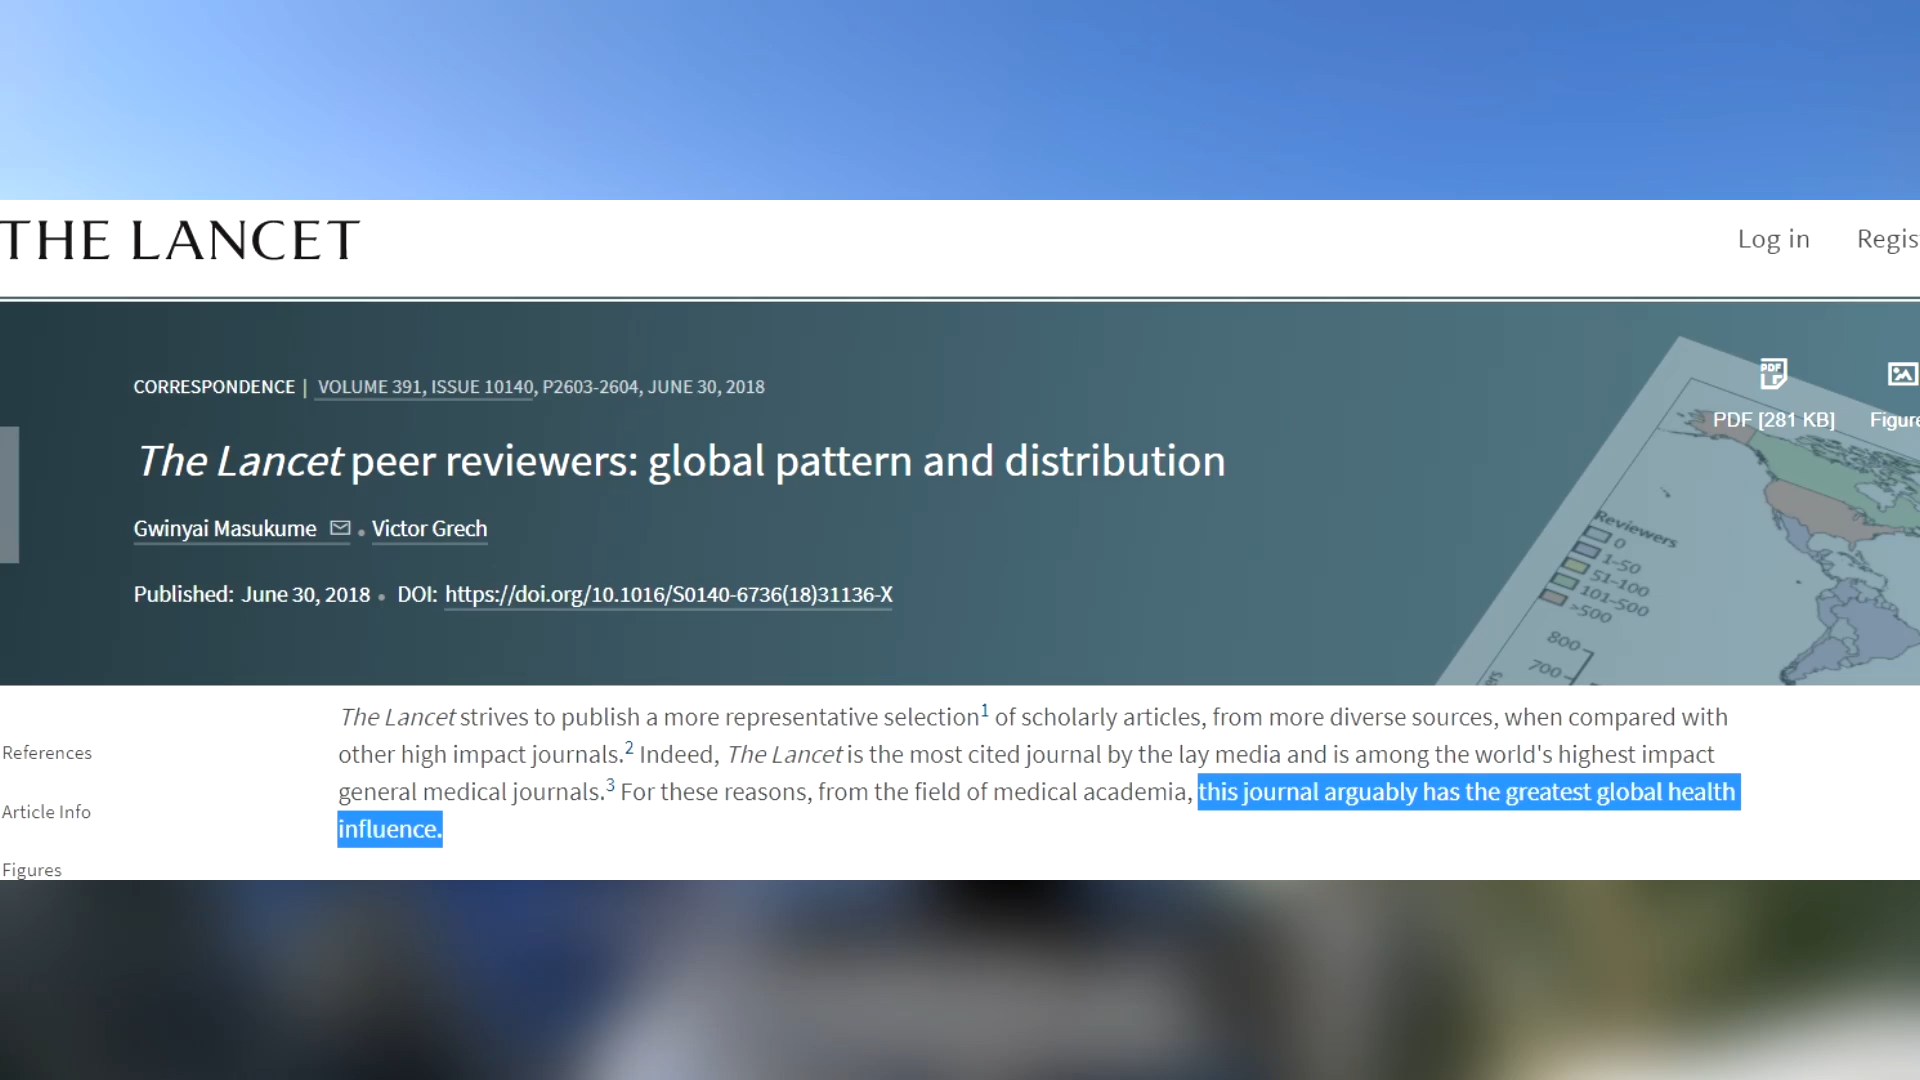 THE LANCET
Log in Regis
CORRESPONDENCE | VOLUME 391, ISSUE 10140, P2603-2604, JUNE 30, 2018
PDF [281 KB] Figure
The Lancet peer reviewers: global pattern and distribution
Gwinyai Masukume • Victor Grech
Published: June 30, 2018 • DOI: https://doi.org/10.1016/S0140-6736(18)31136-X
Reviewers
0
1-50
51-100
101-500
>500
800
700
The Lancet strives to publish a more representative selection1 of scholarly articles, from more diverse sources, when compared with
other high impact journals.2 Indeed, The Lancet is the most cited journal by the lay media and is among the world's highest impact
general medical journals.3 For these reasons, from the field of medical academia, this journal arguably has the greatest global health
influence.
References
Article Info
Figures